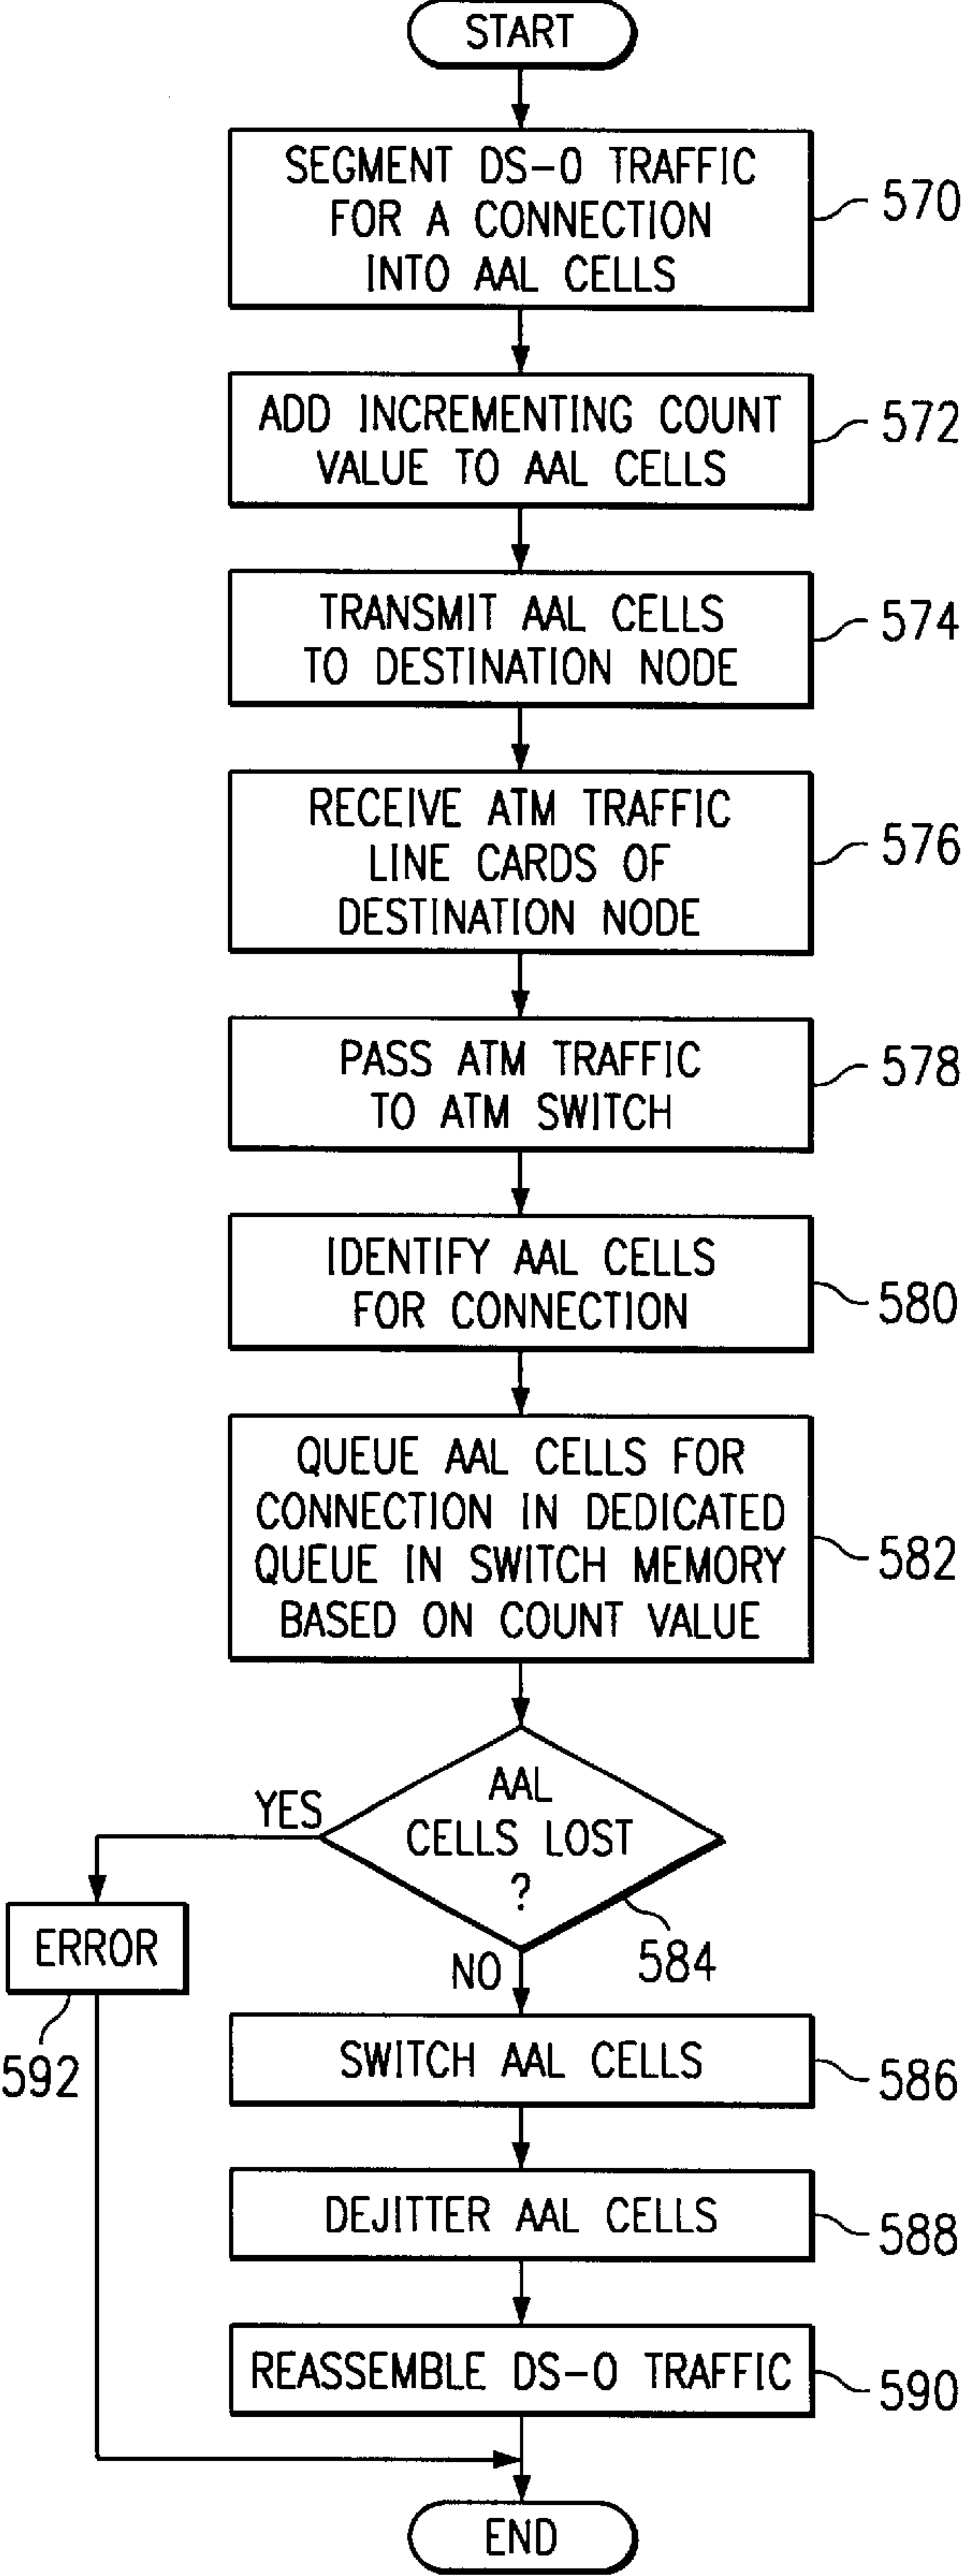 START
SEGMENT DS-0 TRAFFIC
FOR A CONNECTION
INTO AAL CELLS
570
ADD INCREMENTING COUNT
VALUE TO AAL CELLS
572
TRANSMIT AAL CELLS
TO DESTINATION NODE
574
RECEIVE ATM TRAFFIC
LINE CARDS OF
DESTINATION NODE
576
PASS ATM TRAFFIC
TO ATM SWITCH
578
IDENTIFY AAL CELLS
FOR CONNECTION
580
QUEUE AAL CELLS FOR
CONNECTION IN DEDICATED
QUEUE IN SWITCH MEMORY
BASED ON COUNT VALUE
582
AAL
CELLS LOST
?
584
YES
ERROR
592
NO
SWITCH AAL CELLS
586
DEJITTER AAL CELLS
588
REASSEMBLE DS-0 TRAFFIC
590
END